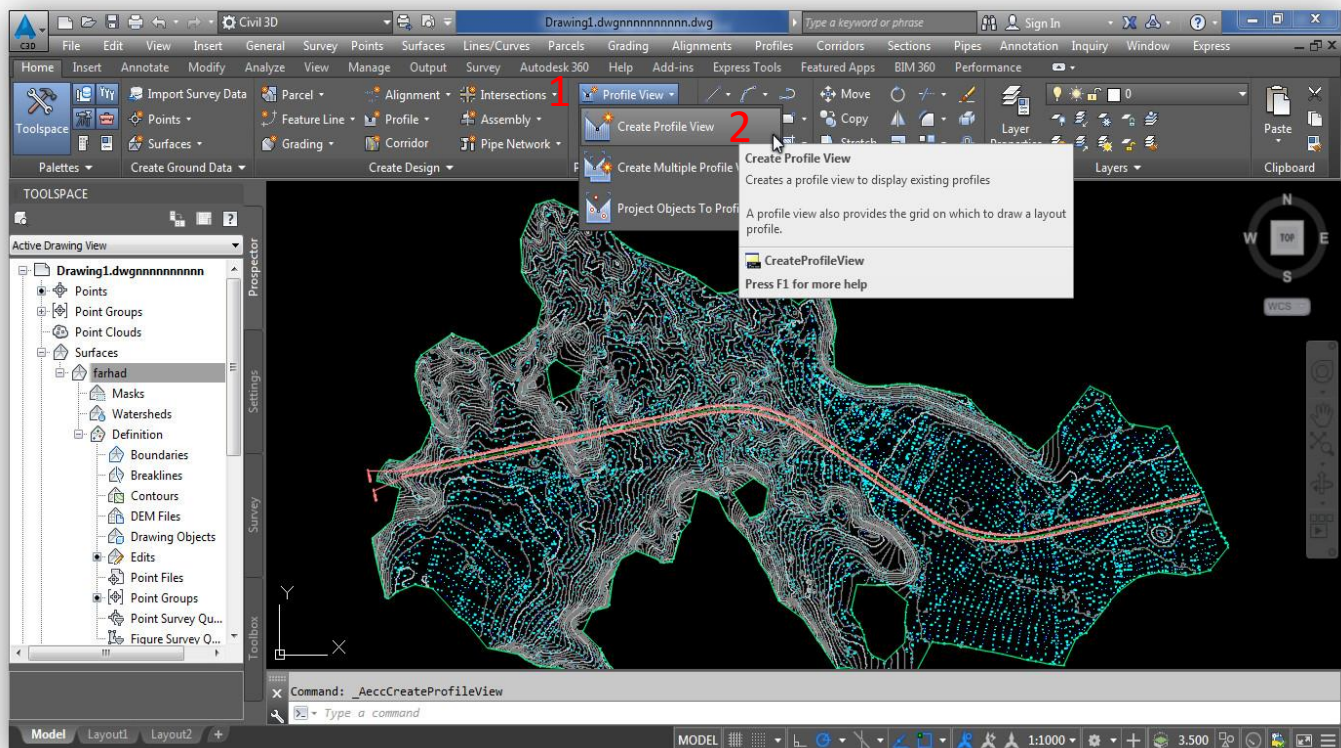 Civil 3D
Drawing1.dwgnnnnnnnnnn.dwg
Type a keyword or phrase
Sign In
C3D
File Edit View Insert General Survey Points Surfaces Lines/Curves Parcels Grading Alignments Profiles Corridors Sections Pipes Annotation Inquiry Window Express
Home Insert Annotate Modify Analyze View Manage Output Survey Autodesk 360 Help Add-ins Express Tools Featured Apps BIM 360 Performance
Toolspace
Import Survey Data
Points
Surfaces
Parcel
Feature Line
Grading
Alignment
Profile
Corridor
Intersections
Assembly
Pipe Network
1
Profile View
Move
Copy
Stretch
Layer
0
Paste
Palettes
Create Ground Data
Create Design
Layers
Clipboard
Create Profile View
2
Create Multiple Profile V
Project Objects To Profi
Create Profile View
Creates a profile view to display existing profiles
A profile view also provides the grid on which to draw a layout
profile.
CreateProfileView
Press F1 for more help
TOOLSPACE
Active Drawing View
Drawing1.dwgnnnnnnnnnn
Points
Point Groups
Point Clouds
Surfaces
farhad
Masks
Watersheds
Definition
Boundaries
Breaklines
Contours
DEM Files
Drawing Objects
Edits
Point Files
Point Groups
Point Survey Qu...
Figure Survey Q...
Prospector
Settings
Survey
Toolbox
N
W
TOP
E
S
WCS
Y
X
Command: _AeccCreateProfileView
Type a command
Model Layout1 Layout2 +
MODEL
1:1000
3.500